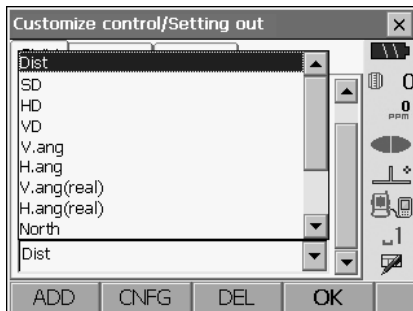 Customize control/Setting out
Dist
SD
HD
VD
V.ang
H.ang
V.ang(real)
H.ang(real)
North
Dist
0
0
PPM
1
ADD
CNFG
DEL
OK